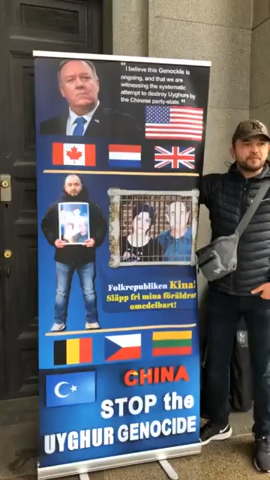 "I believe this Genocide is
ongoing, and that we are
witnessing the systematic
attempt to destroy Uyghurs by
the Chinese party-state."
Folkrepubliken Kina!
Släpp fri mina föräldrar
omedelbart!
CHINA
STOP the
UYGHUR GENOCIDE